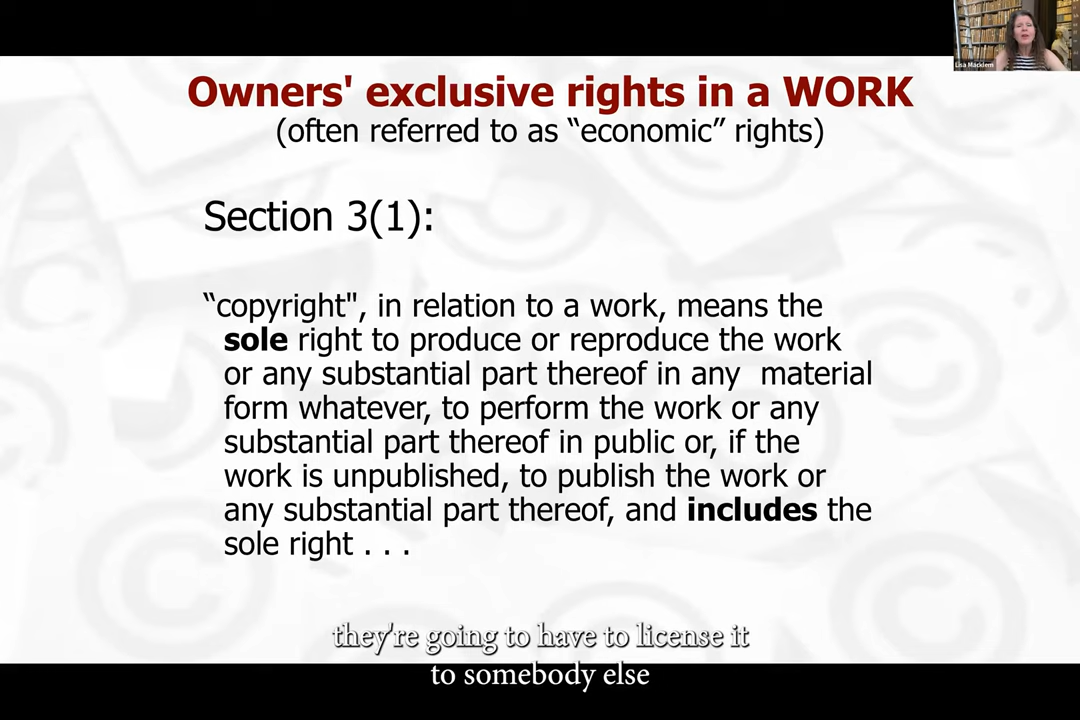 Lisa Macklem
Owners' exclusive rights in a WORK
(often referred to as “economic” rights)
Section 3(1):
“copyright", in relation to a work, means the
sole right to produce or reproduce the work
or any substantial part thereof in any material
form whatever, to perform the work or any
substantial part thereof in public or, if the
work is unpublished, to publish the work or
any substantial part thereof, and includes the
sole right . . .
they're going to have to license it
to somebody else